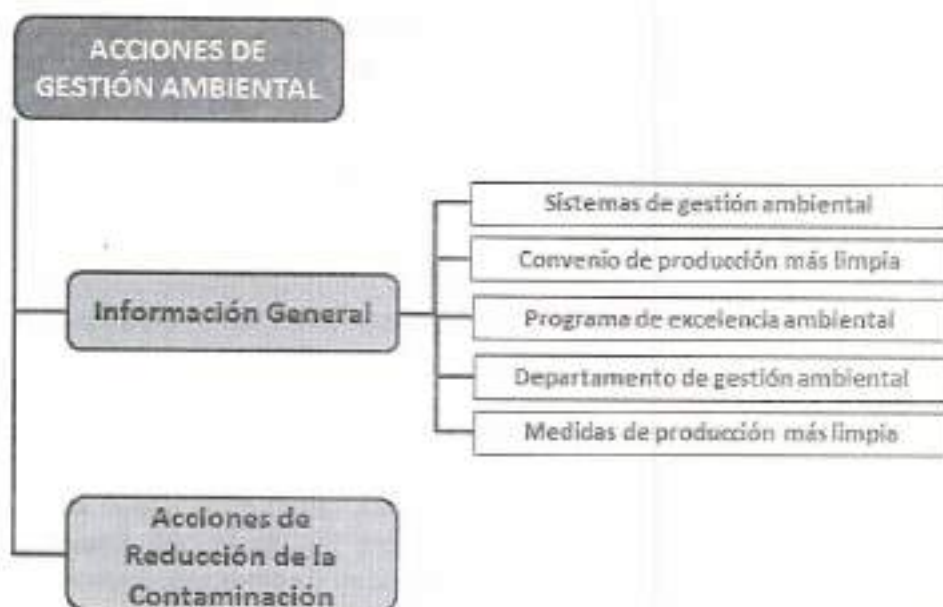 ACCIONES DE
GESTIÓN AMBIENTAL
Información General
Sistemas de gestión ambiental
Convenio de producción más limpia
Programa de excelencia ambiental
Departamento de gestión ambiental
Medidas de producción más limpia
Acciones de
Reducción de la
Contaminación